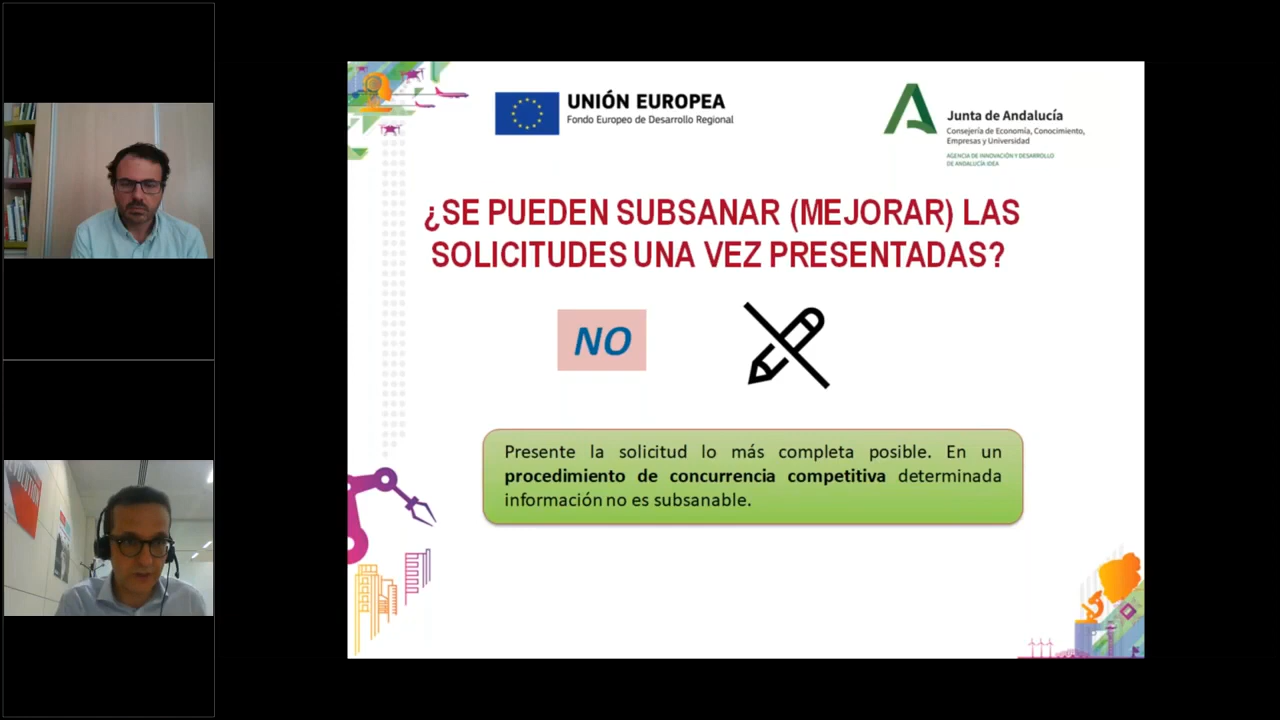 UNIÓN EUROPEA
Fondo Europeo de Desarrollo Regional
Junta de Andalucía
Consejería de Economía, Conocimiento,
Empresas y Universidad
AGENCIA DE INNOVACIÓN Y DESARROLLO
DE ANDALUCÍA IDEA
¿SE PUEDEN SUBSANAR (MEJORAR) LAS
SOLICITUDES UNA VEZ PRESENTADAS?
NO
Presente la solicitud lo más completa posible. En un
procedimiento de concurrencia competitiva determinada
información no es subsanable.